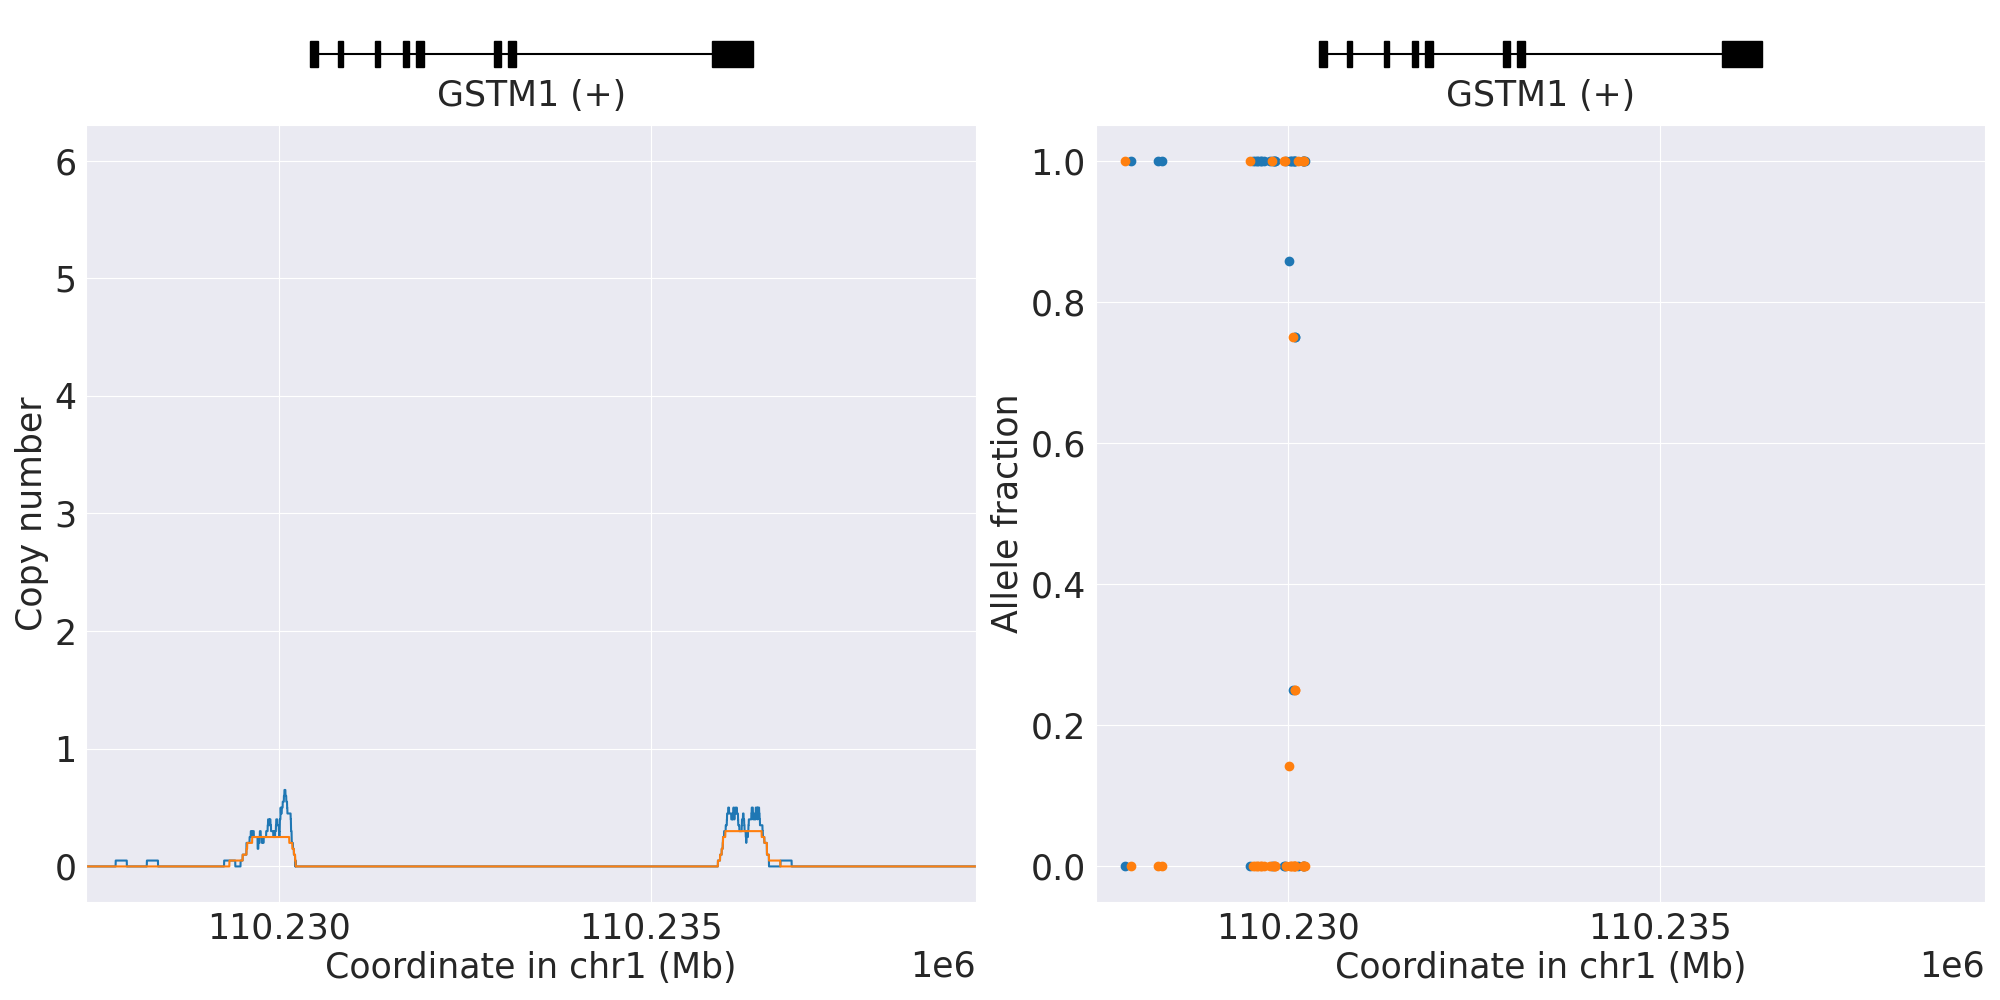 GSTM1 (+)
6
5
4
3
2
1
0
Copy number
110.230
110.235
Coordinate in chr1 (Mb)
1e6
GSTM1 (+)
1.0
0.8
0.6
0.4
0.2
0.0
Allele fraction
110.230
110.235
Coordinate in chr1 (Mb)
1e6